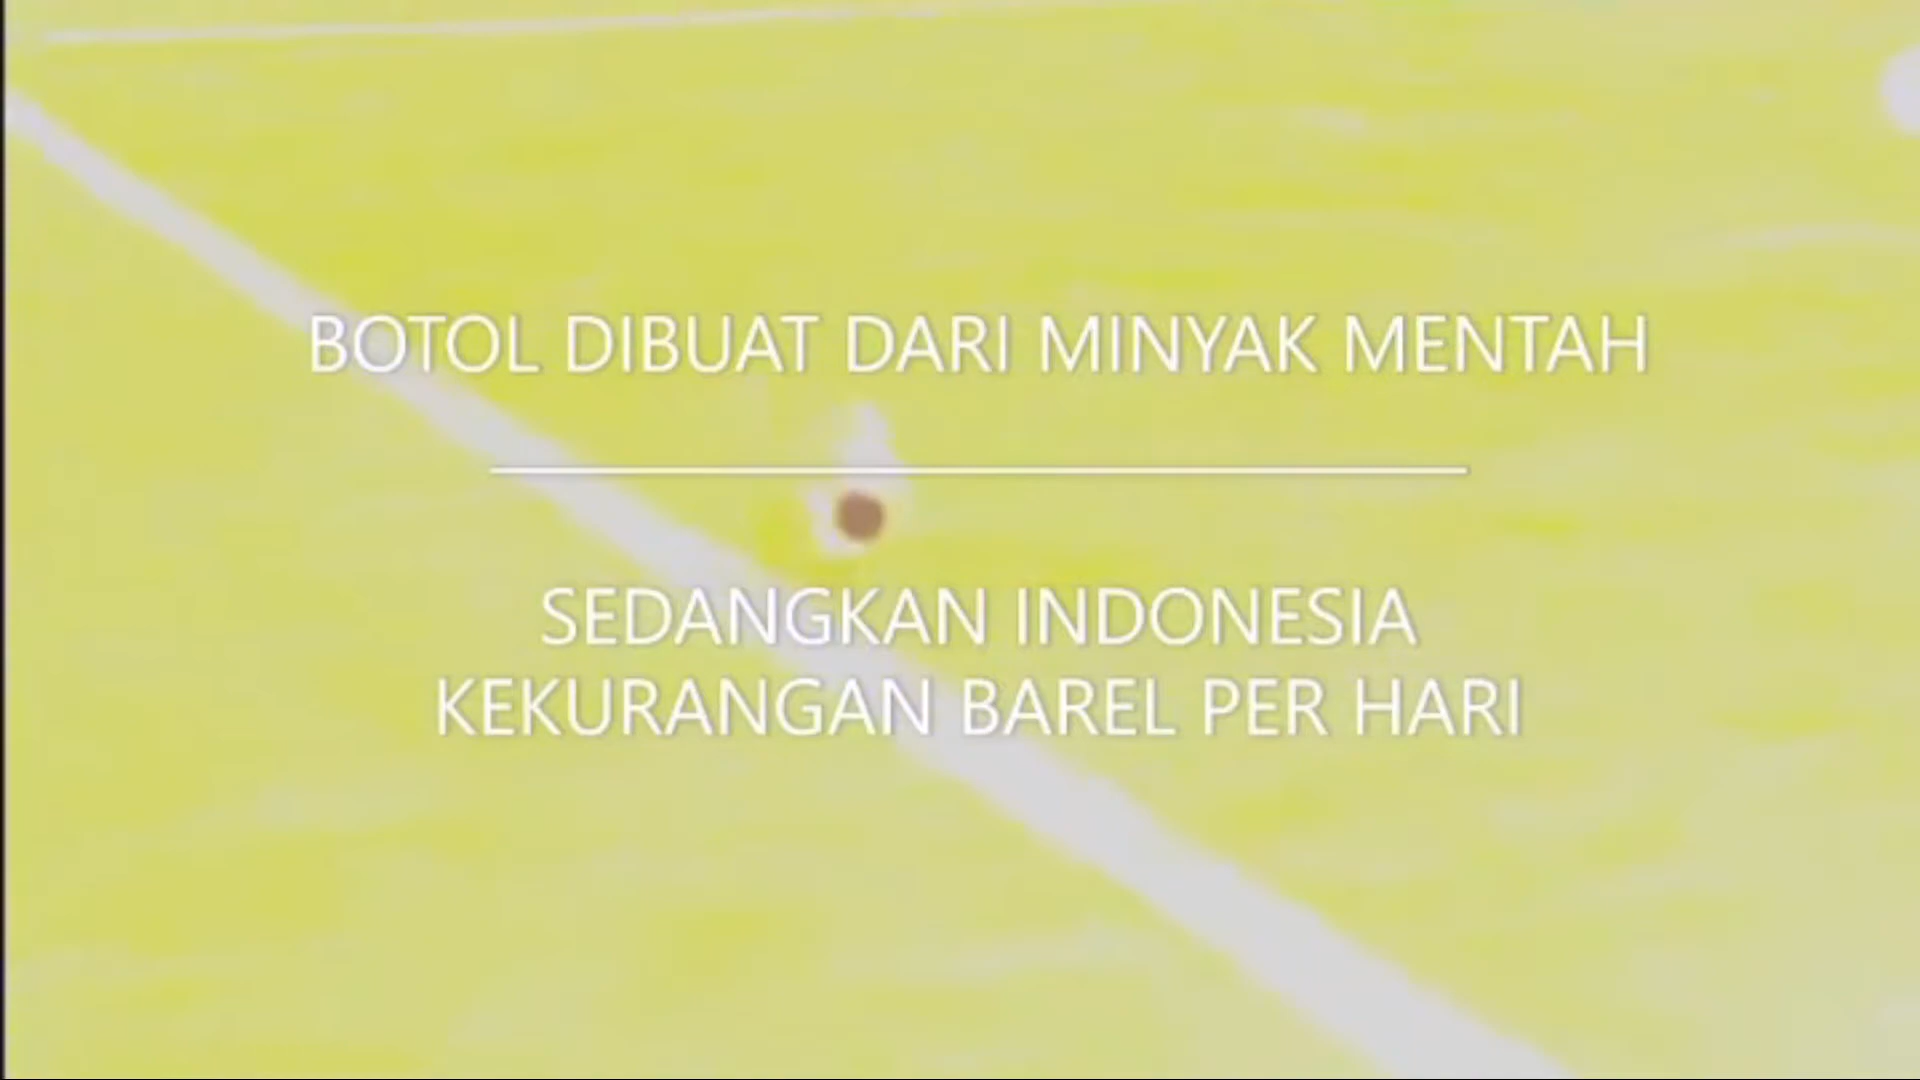 BOTOL DIBUAT DARI MINYAK MENTAH
SEDANGKAN INDONESIA
KEKURANGAN BAREL PER HARI